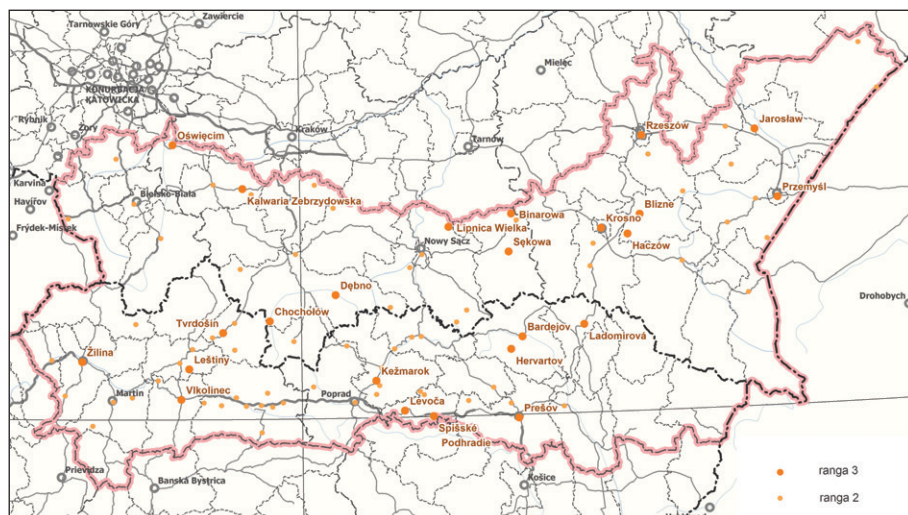 Tarnowskie Góry
Zawiercie
KONURBACJA
KATOWICKA
Mielec
Rybnik
Żory
Oświęcim
Kraków
Tarnów
Rzeszów
Jarosław
Karvina
Havířov
Bielsko-Biała
Kalwaria Zebrzydowska
Przemyśl
Frýdek-Místek
Binarowa
Lipnica Wielka
Krosno
Blizne
Haczów
Nowy Sącz
Sękowa
Dębno
Drohobych
Tvrdošín
Chochołów
Bardejov
Ladomirová
Žilina
Leštiny
Hervartov
Kežmarok
Martin
Vlkolinec
Poprad
Levoča
Prešov
Spišské
Podhradie
Prievidza
Banská Bystrica
Košice
ranga 3
ranga 2